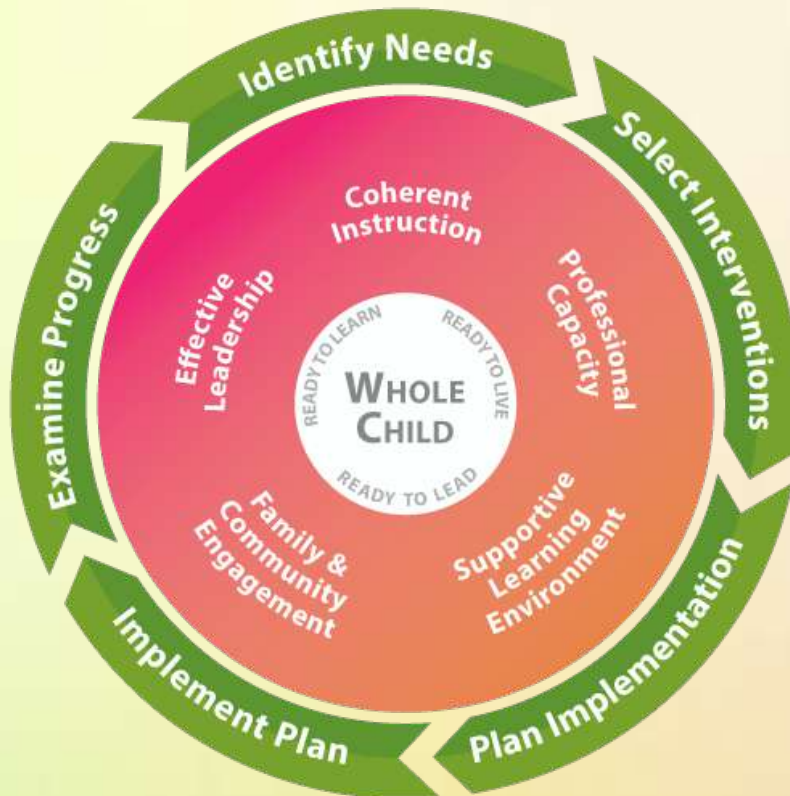 Identify Needs
Select Interventions
Plan Implementation
Implement Plan
Examine Progress
Coherent
Instruction
Professional
Capacity
Supportive
Learning
Environment
Family &
Community
Engagement
Effective
Leadership
READY TO LEARN
READY TO LIVE
READY TO LEAD
WHOLE
CHILD